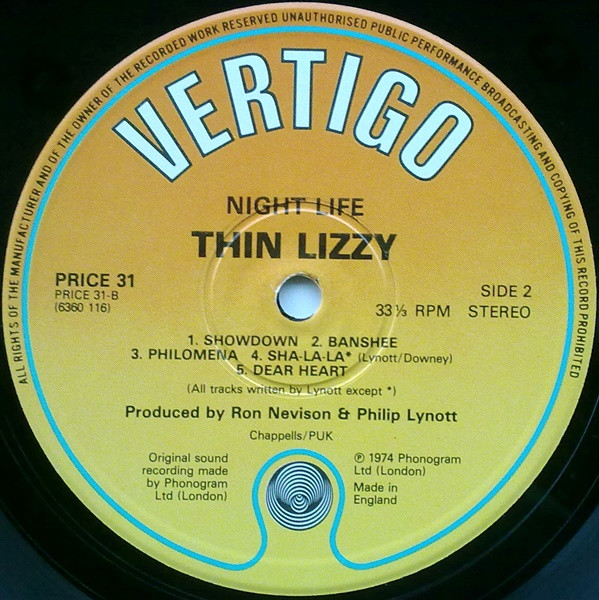 ALL RIGHTS OF THE MANUFACTURER AND OF THE OWNER OF THE RECORDED WORK RESERVED UNAUTHORISED PUBLIC PERFORMANCE BROADCASTING AND COPYING OF THIS RECORD PROHIBITED
VERTIGO
NIGHT LIFE
THIN LIZZY
PRICE 31
PRICE 31-B
(6360 116)
33⅓ RPM
SIDE 2
STEREO
1. SHOWDOWN 2. BANSHEE
3. PHILOMENA 4. SHA-LA-LA* (Lynott/Downey)
5. DEAR HEART
(All tracks written by Lynott except *)
Produced by Ron Nevison & Philip Lynott
Chappells/PUK
Original sound
recording made
by Phonogram
Ltd (London)
℗ 1974 Phonogram
Ltd (London)
Made in
England